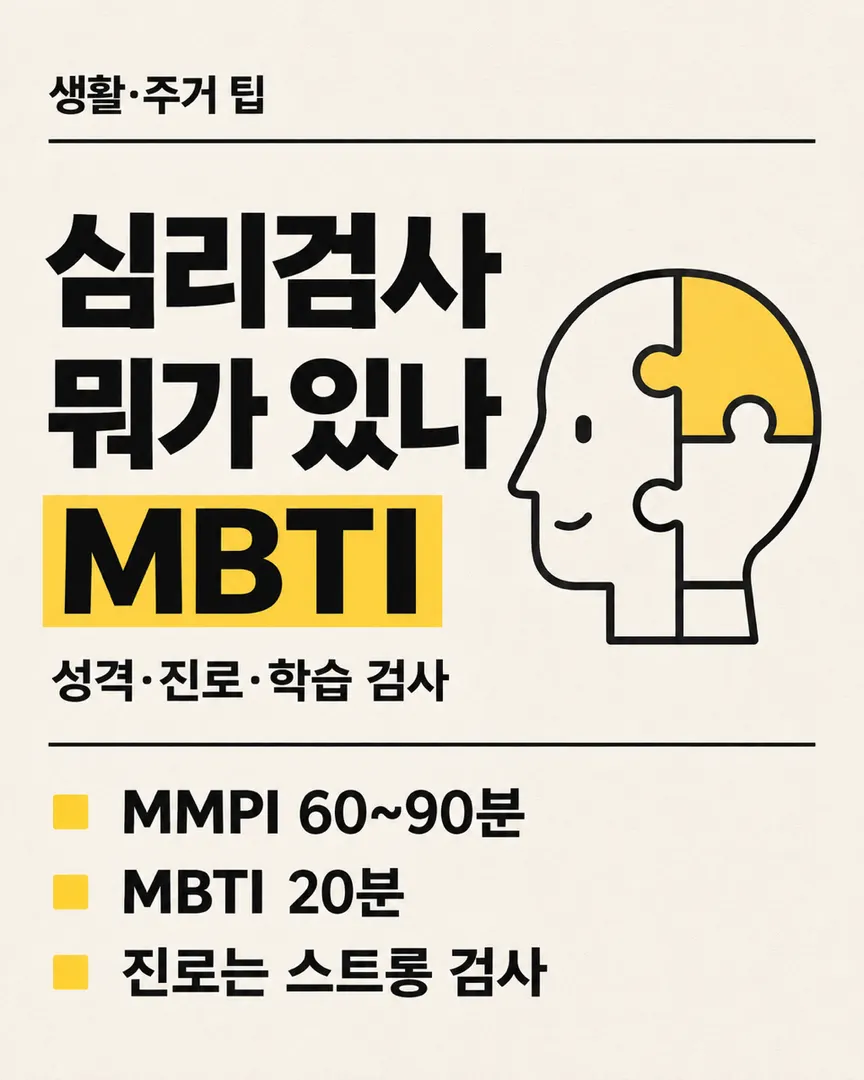 생활·주거 팁
심리검사
뭐가 있나
MBTI
성격·진로·학습 검사
MMPI 60~90분
MBTI 20분
진로는 스트롱 검사